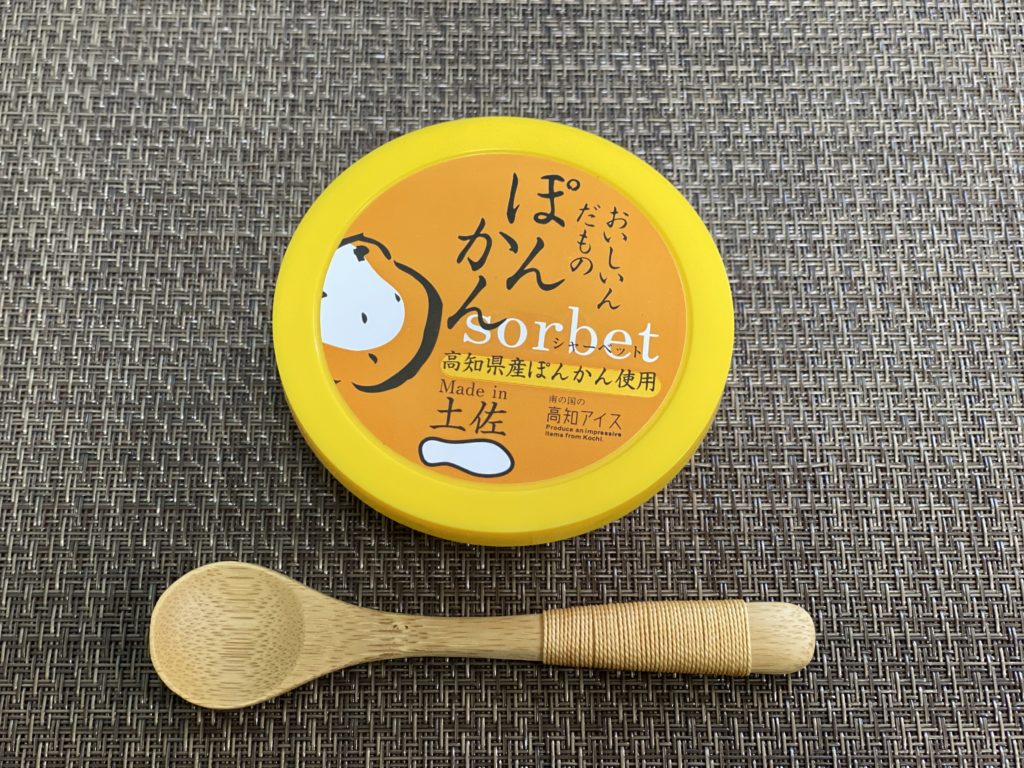 おいしいん
だもの
ぽんかん
sorbet
シャーベット
高知県産ぽんかん使用
Made in
土佐
南の国の
高知アイス
Produce an impressive
items from Kochi.